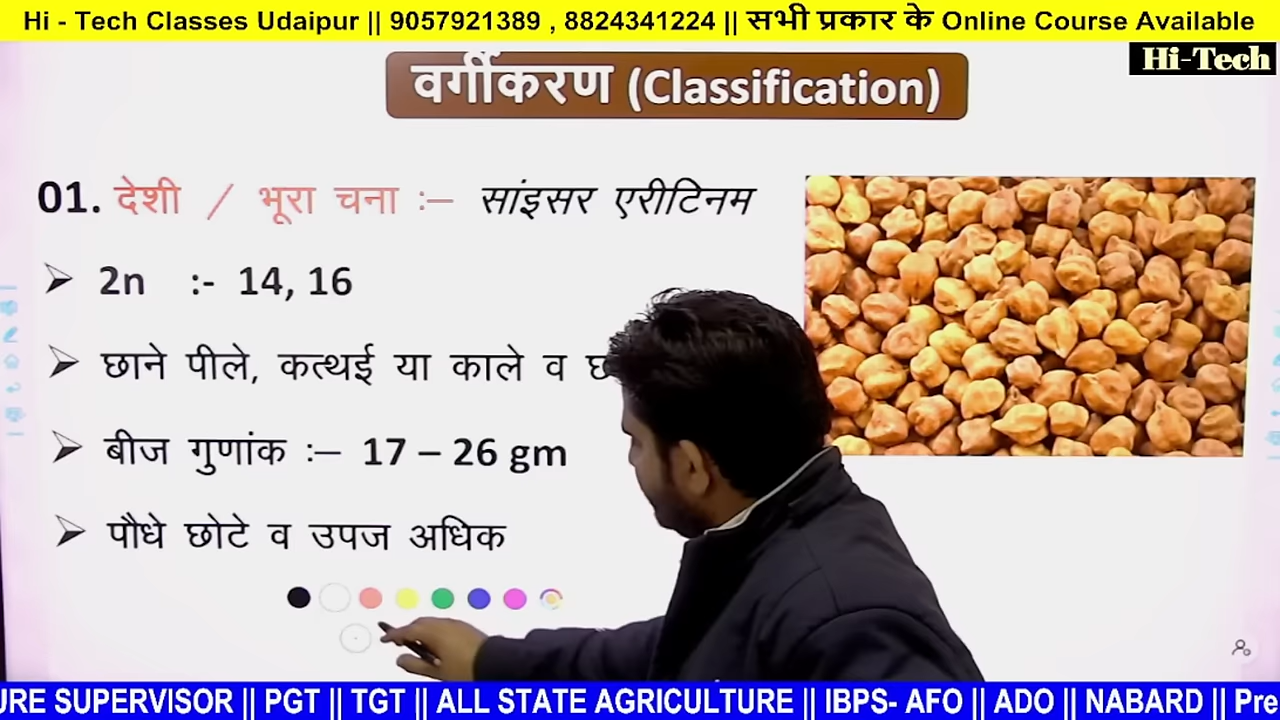 Hi - Tech Classes Udaipur || 9057921389 , 8824341224 || सभी प्रकार के Online Course Available
Hi-Tech
वर्गीकरण (Classification)
01. देशी / भूरा चना :– सांइसर एरीटिनम
➢ 2n :- 14, 16
➢ छाने पीले, कत्थई या काले व
➢ बीज गुणांक :– 17 – 26 gm
➢ पौधे छोटे व उपज अधिक
URE SUPERVISOR || PGT || TGT || ALL STATE AGRICULTURE || IBPS- AFO || ADO || NABARD || Pre